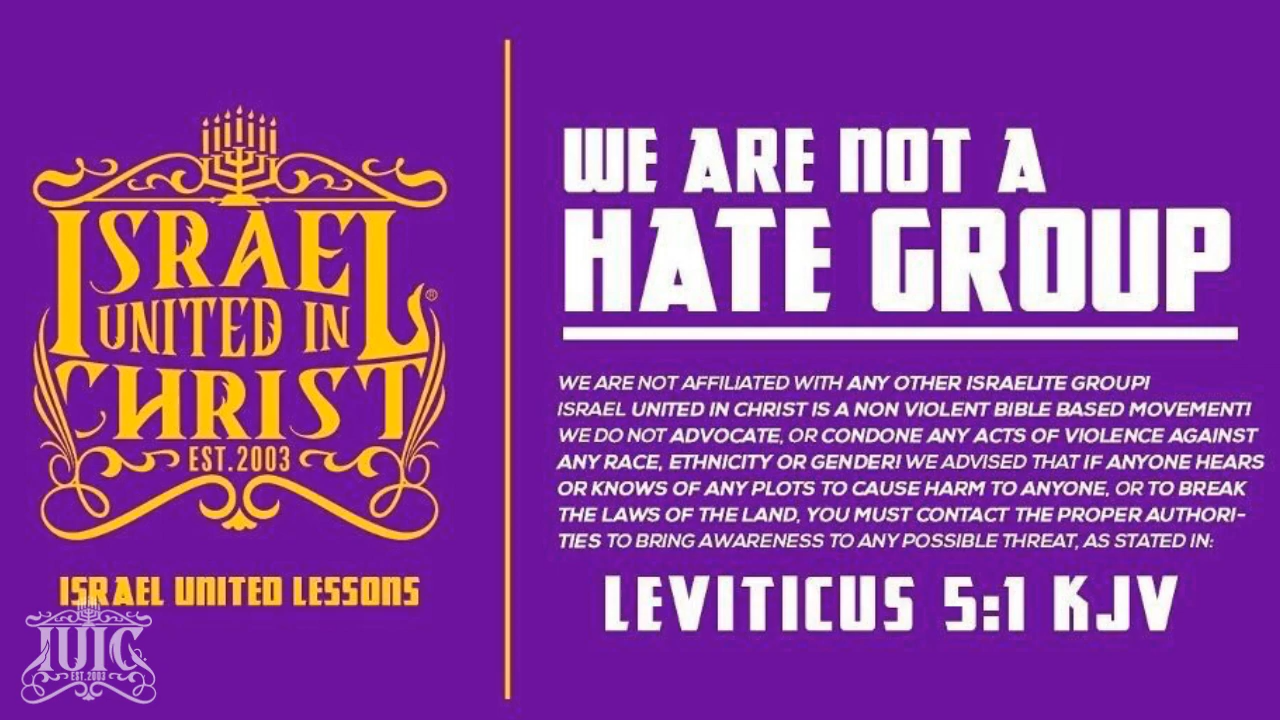 ISRAEL
UNITED IN
CHRIST
®
EST.2003
ISRAEL UNITED LESSONS
IUIC
EST.2003
WE ARE NOT A
HATE GROUP
WE ARE NOT AFFILIATED WITH ANY OTHER ISRAELITE GROUP!
ISRAEL UNITED IN CHRIST IS A NON VIOLENT BIBLE BASED MOVEMENT!
WE DO NOT ADVOCATE, OR CONDONE ANY ACTS OF VIOLENCE AGAINST
ANY RACE, ETHNICITY OR GENDER! WE ADVISED THAT IF ANYONE HEARS
OR KNOWS OF ANY PLOTS TO CAUSE HARM TO ANYONE, OR TO BREAK
THE LAWS OF THE LAND, YOU MUST CONTACT THE PROPER AUTHORI-
TIES TO BRING AWARENESS TO ANY POSSIBLE THREAT, AS STATED IN:
LEVITICUS 5:1 KJV